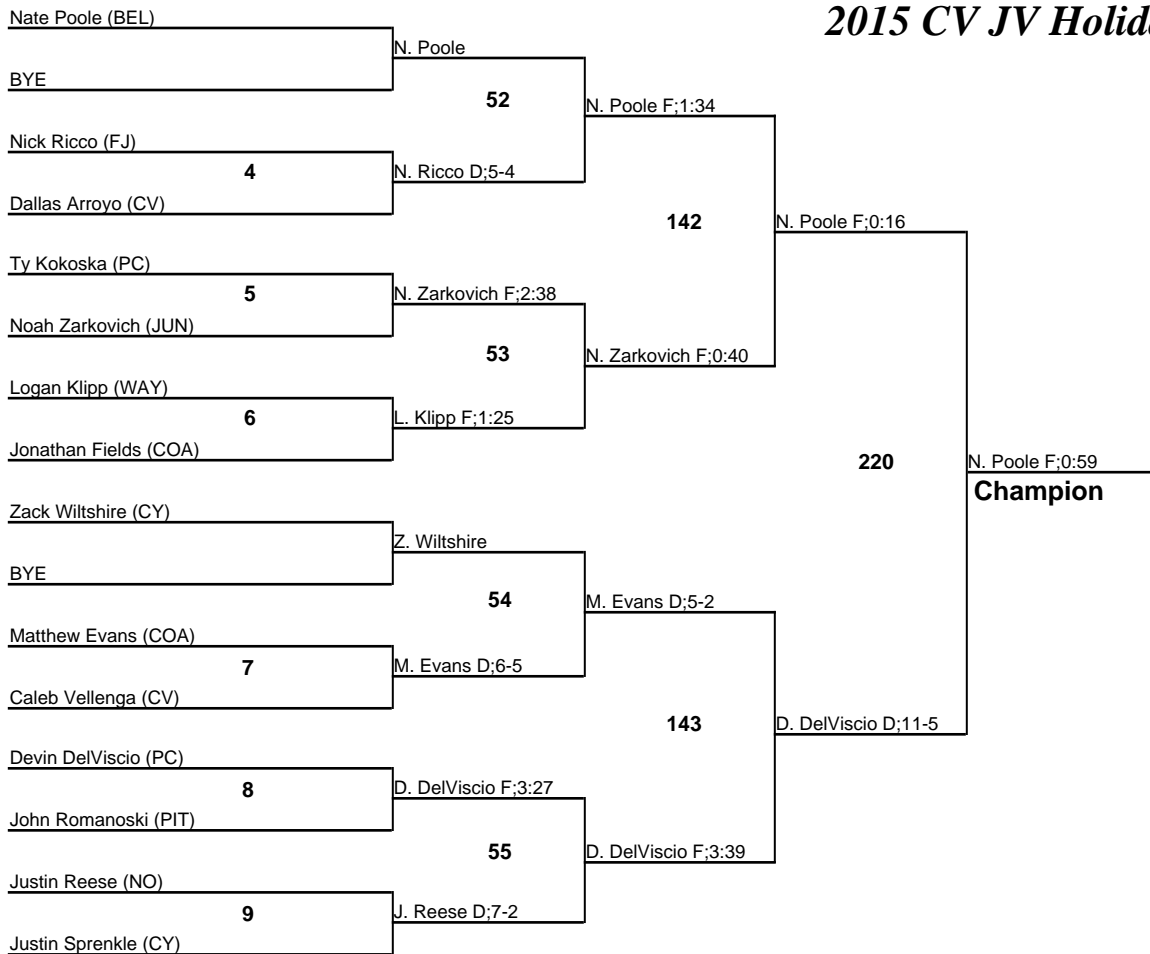 2015 CV JV Holid
Nate Poole (BEL)
BYE
N. Poole
52
Nick Ricco (FJ)
4
Dallas Arroyo (CV)
N. Ricco D;5-4
N. Poole F;1:34
142
Ty Kokoska (PC)
5
Noah Zarkovich (JUN)
N. Zarkovich F;2:38
53
Logan Klipp (WAY)
6
Jonathan Fields (COA)
L. Klipp F;1:25
N. Zarkovich F;0:40
N. Poole F;0:16
220
Zack Wiltshire (CY)
BYE
Z. Wiltshire
54
Matthew Evans (COA)
7
Caleb Vellenga (CV)
M. Evans D;6-5
M. Evans D;5-2
143
Devin DelViscio (PC)
8
John Romanoski (PIT)
D. DelViscio F;3:27
55
Justin Reese (NO)
9
Justin Sprenkle (CY)
J. Reese D;7-2
D. DelViscio F;3:39
D. DelViscio D;11-5
N. Poole F;0:59
Champion